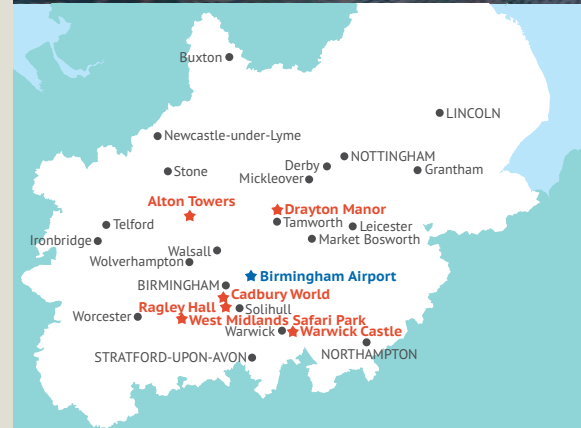 Buxton
LINCOLN
Newcastle-under-Lyme
NOTTINGHAM
Derby
Grantham
Stone
Mickleover
Alton Towers
Drayton Manor
Tamworth
Telford
Leicester
Ironbridge
Market Bosworth
Walsall
Wolverhampton
Birmingham Airport
BIRMINGHAM
Cadbury World
Ragley Hall
Solihull
Worcester
West Midlands Safari Park
Warwick
Warwick Castle
STRATFORD-UPON-AVON
NORTHAMPTON